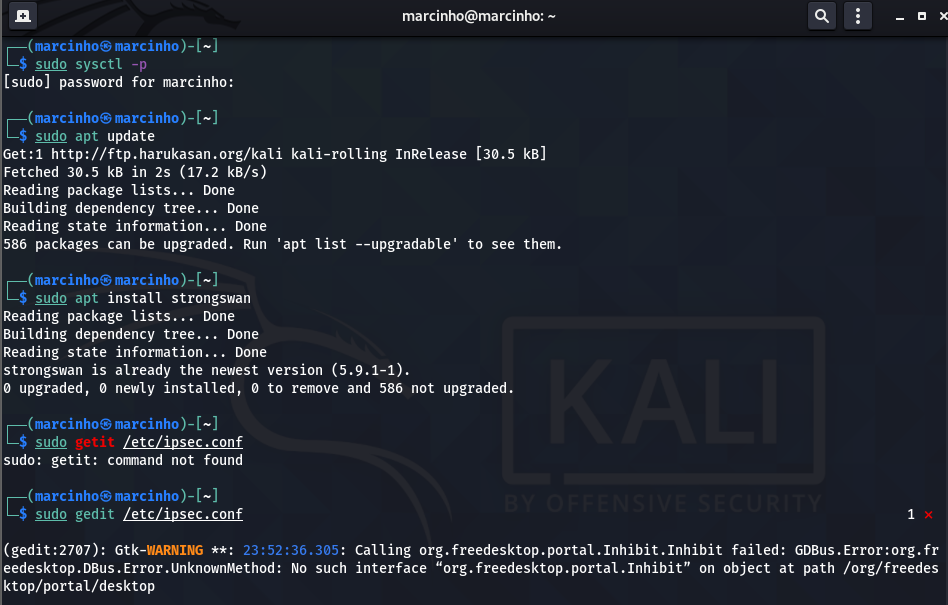 marcinho@marcinho: ~
┌──(marcinho㉿marcinho)-[~]
└─$ sudo sysctl -p
[sudo] password for marcinho:
┌──(marcinho㉿marcinho)-[~]
└─$ sudo apt update
Get:1 http://ftp.harukasan.org/kali kali-rolling InRelease [30.5 kB]
Fetched 30.5 kB in 2s (17.2 kB/s)
Reading package lists... Done
Building dependency tree... Done
Reading state information... Done
586 packages can be upgraded. Run 'apt list --upgradable' to see them.
┌──(marcinho㉿marcinho)-[~]
└─$ sudo apt install strongswan
Reading package lists... Done
Building dependency tree... Done
Reading state information... Done
strongswan is already the newest version (5.9.1-1).
0 upgraded, 0 newly installed, 0 to remove and 586 not upgraded.
┌──(marcinho㉿marcinho)-[~]
└─$ sudo getit /etc/ipsec.conf
sudo: getit: command not found
┌──(marcinho㉿marcinho)-[~]
└─$ sudo gedit /etc/ipsec.conf 1 ⨯
(gedit:2707): Gtk-WARNING **: 23:52:36.305: Calling org.freedesktop.portal.Inhibit.Inhibit failed: GDBus.Error:org.fr
eedesktop.DBus.Error.UnknownMethod: No such interface “org.freedesktop.portal.Inhibit” on object at path /org/freedes
ktop/portal/desktop
KALI
BY OFFENSIVE SECURITY